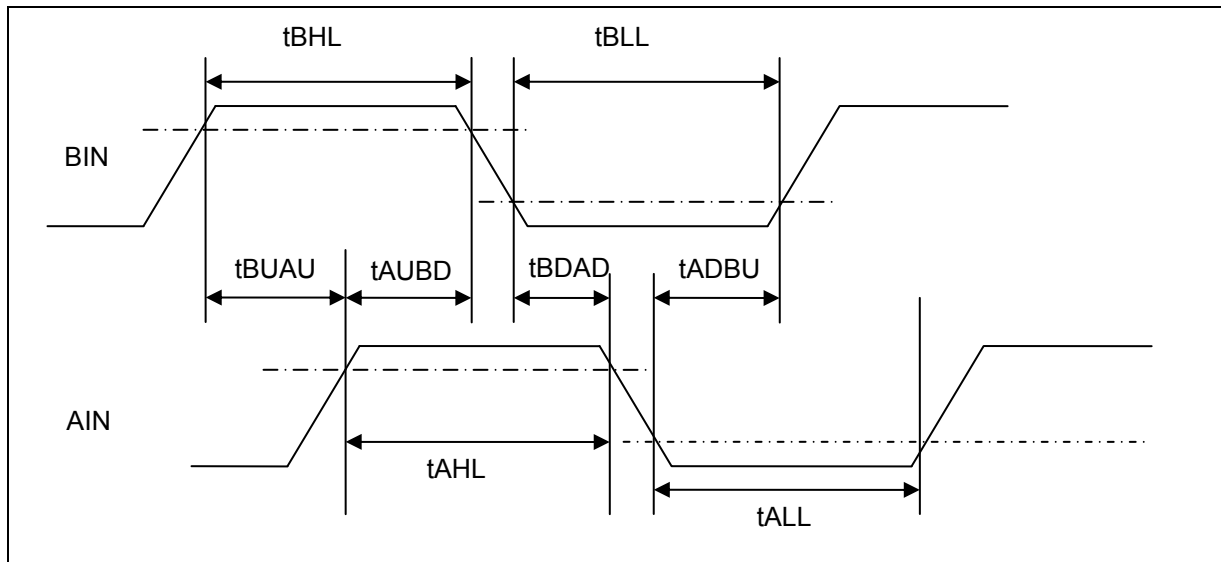 tBHL
tBLL
BIN
tBUAU
tAUBD
tBDAD
tADBU
AIN
tAHL
tALL